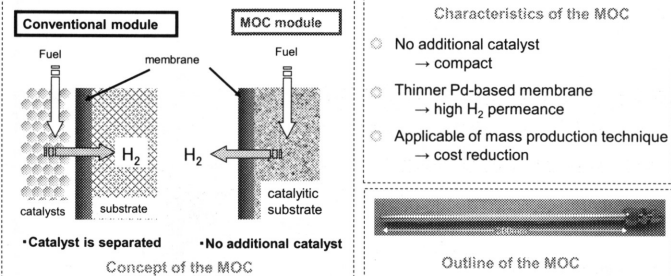 Conventional module
MOC module
Fuel
membrane
Fuel
H2
H2
catalysts
substrate
catalyitic
substrate
・Catalyst is separated
・No additional catalyst
Concept of the MOC
Characteristics of the MOC
No additional catalyst
→ compact
Thinner Pd-based membrane
→ high H2 permeance
Applicable of mass production technique
→ cost reduction
Outline of the MOC